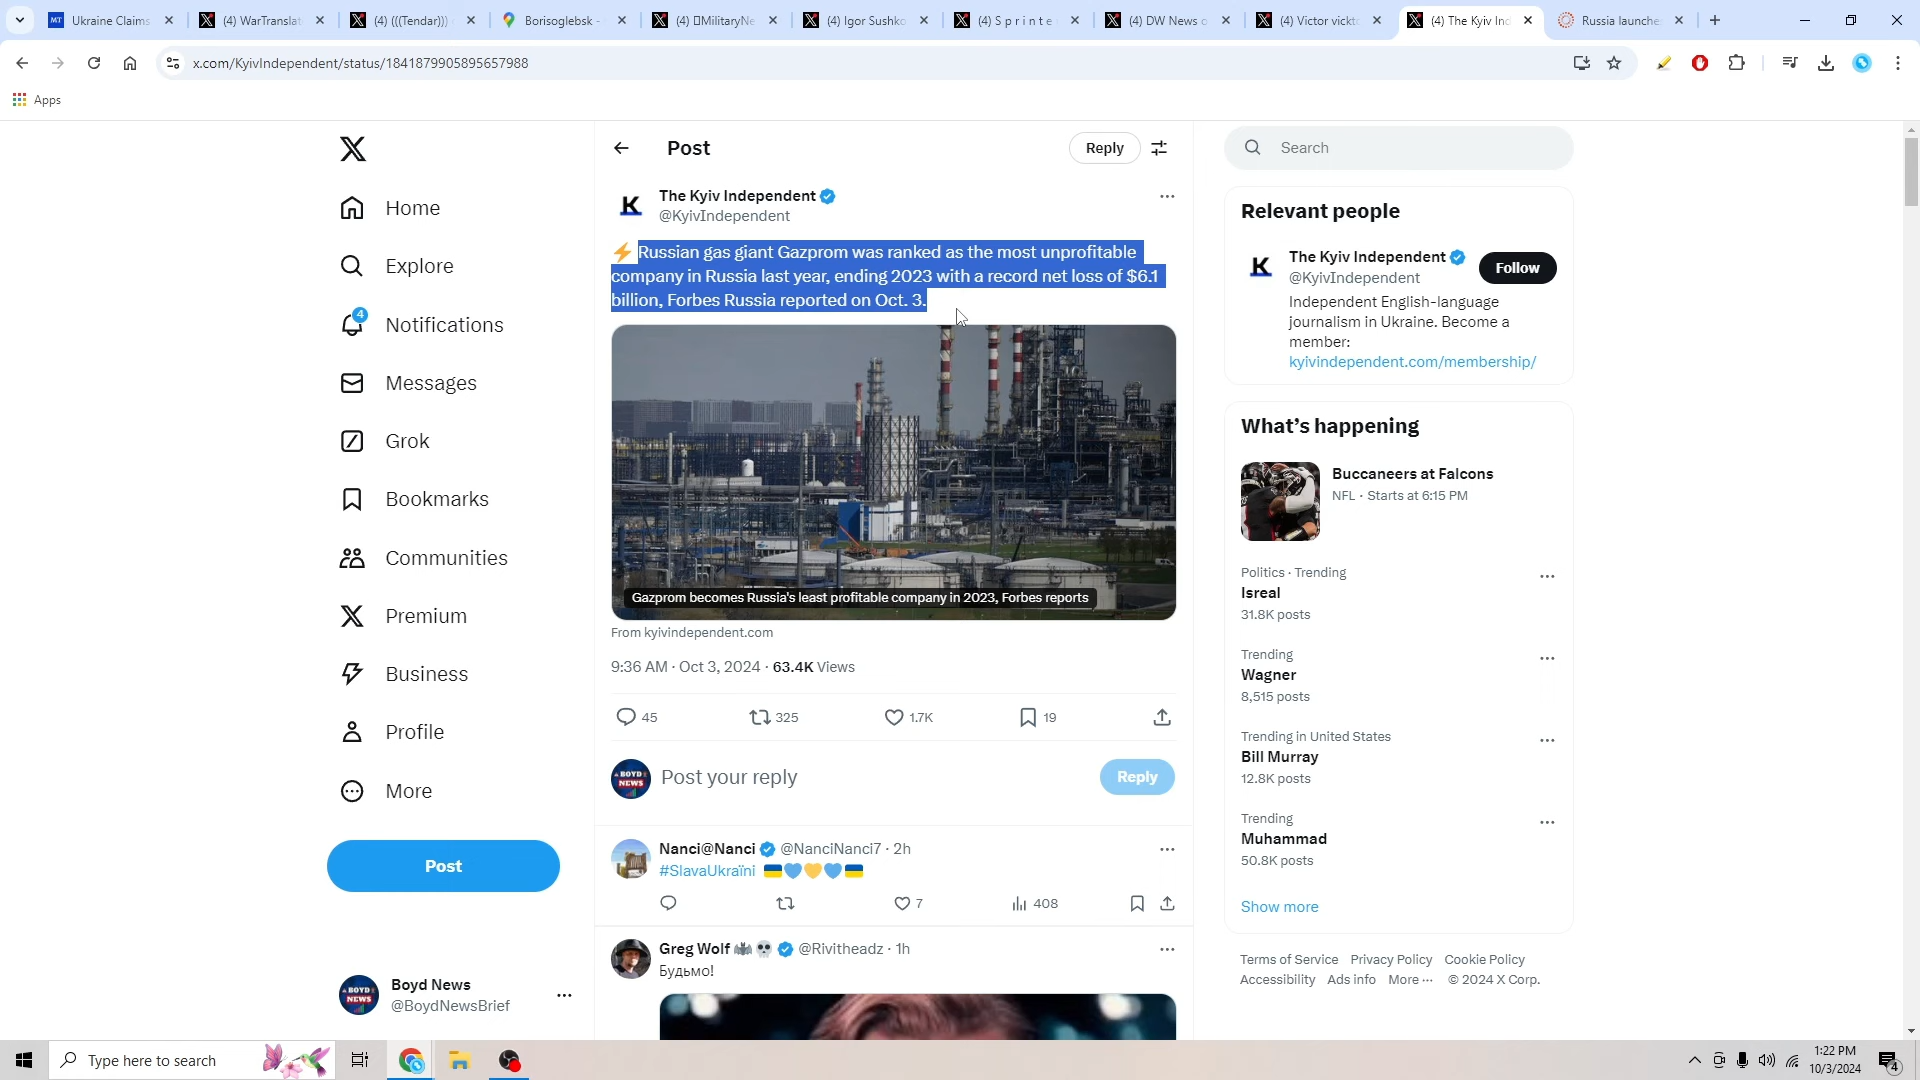 MT
Ukraine Claims
(4) WarTranslat
(4) (((Tendar)))
Borisoglebsk -
(4) MilitaryNe
(4) Igor Sushko
(4) S p r i n t e
(4) DW News o
(4) Victor vickto
(4) The Kyiv Ind
Russia launche
x.com/KyivIndependent/status/1841879905895657988
Apps
Home
Explore
4
Notifications
Messages
Grok
Bookmarks
Communities
Premium
Business
Profile
More
Post
Boyd News
@BoydNewsBrief
Post
Reply
K
The Kyiv Independent
@KyivIndependent
⚡Russian gas giant Gazprom was ranked as the most unprofitable
company in Russia last year, ending 2023 with a record net loss of $6.1
billion, Forbes Russia reported on Oct. 3.
Gazprom becomes Russia's least profitable company in 2023, Forbes reports
From kyivindependent.com
9:36 AM · Oct 3, 2024 · 63.4K Views
45
325
1.7K
19
BOYD
NEWS
Post your reply
Reply
Nanci@Nanci @NanciNanci7 · 2h
#SlavaUkraïni 🇺🇦💙💛💙🇺🇦
7
408
Greg Wolf 🦇💀 @Rivitheadz · 1h
Будьмо!
Search
Relevant people
K
The Kyiv Independent
@KyivIndependent
Follow
Independent English-language
journalism in Ukraine. Become a
member:
kyivindependent.com/membership/
What's happening
Buccaneers at Falcons
NFL · Starts at 6:15 PM
Politics · Trending
Isreal
31.8K posts
Trending
Wagner
8,515 posts
Trending in United States
Bill Murray
12.8K posts
Trending
Muhammad
50.8K posts
Show more
Terms of Service Privacy Policy Cookie Policy
Accessibility Ads info More ··· © 2024 X Corp.
Type here to search
1:22 PM
10/3/2024
4